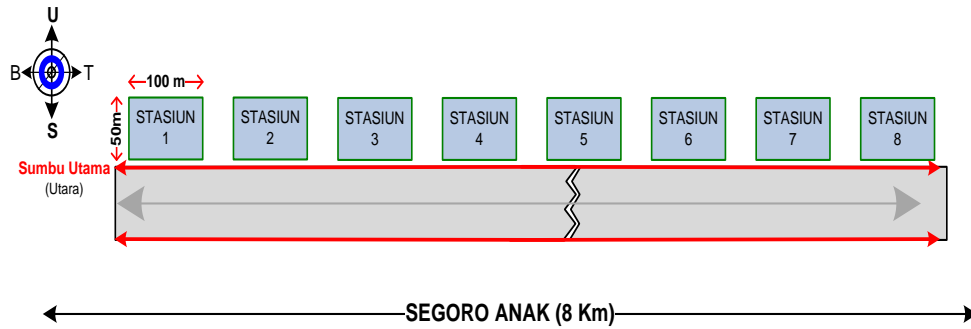 U
B
T
S
100 m
50m
STASIUN
1
STASIUN
2
STASIUN
3
STASIUN
4
STASIUN
5
STASIUN
6
STASIUN
7
STASIUN
8
Sumbu Utama
(Utara)
SEGORO ANAK (8 Km)